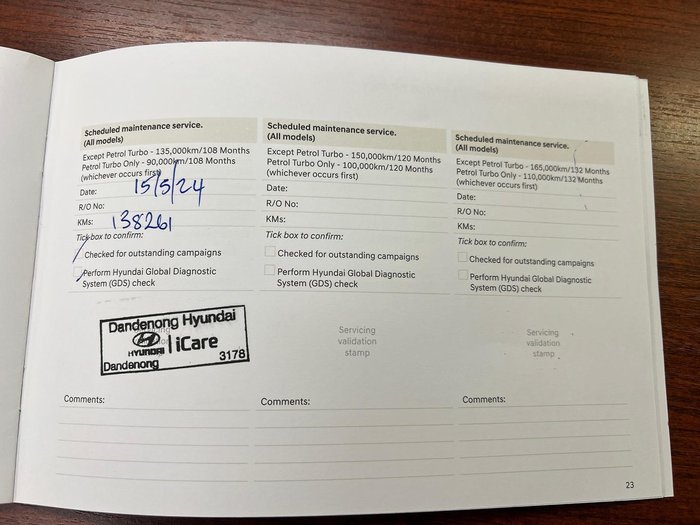 Scheduled maintenance service.
(All models)
Except Petrol Turbo - 135,000km/108 Months
Petrol Turbo Only - 90,000km/108 Months
(whichever occurs first)
Date: 15/5/24
R/O No:
KMs: 138261
Tick box to confirm:
Checked for outstanding campaigns
Perform Hyundai Global Diagnostic
System (GDS) check
Dandenong Hyundai
HYUNDAI iCare
Dandenong 3178
Comments:
Scheduled maintenance service.
(All models)
Except Petrol Turbo - 150,000km/120 Months
Petrol Turbo Only - 100,000km/120 Months
(whichever occurs first)
Date:
R/O No:
KMs:
Tick box to confirm:
Checked for outstanding campaigns
Perform Hyundai Global Diagnostic
System (GDS) check
Servicing
validation
stamp
Comments:
Scheduled maintenance service.
(All models)
Except Petrol Turbo - 165,000km/132 Months
Petrol Turbo Only - 110,000km/132 Months
(whichever occurs first)
Date:
R/O No:
KMs:
Tick box to confirm:
Checked for outstanding campaigns
Perform Hyundai Global Diagnostic
System (GDS) check
Servicing
validation
stamp
Comments:
23